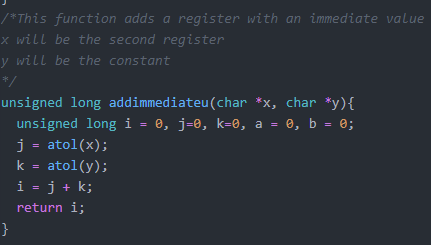 }
/*This function adds a register with an immediate value
x will be the second register
y will be the constant
*/
unsigned long addimmediateu(char *x, char *y){
  unsigned long i = 0, j=0, k=0, a = 0, b = 0;
  j = atol(x);
  k = atol(y);
  i = j + k;
  return i;
}